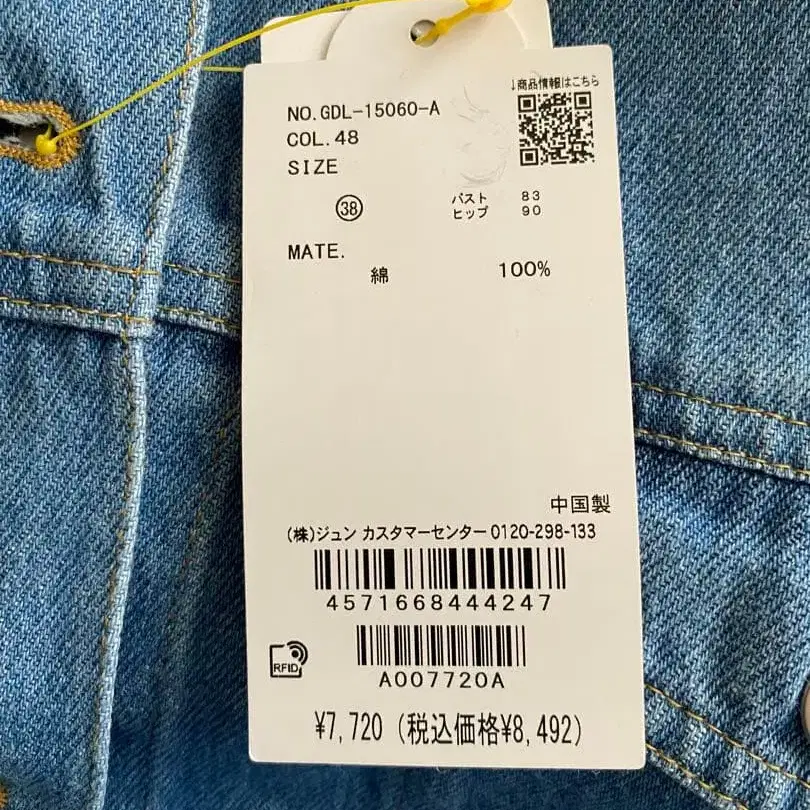 ↓商品情報はこちら
NO.GDL-15060-A
COL.48
SIZE
㊳ バスト 83
ヒップ 90
MATE.
綿 100%
中国製
(株)ジュン カスタマーセンター 0120-298-133
4571668444247
RFID
A007720A
¥7,720(税込価格¥8,492)